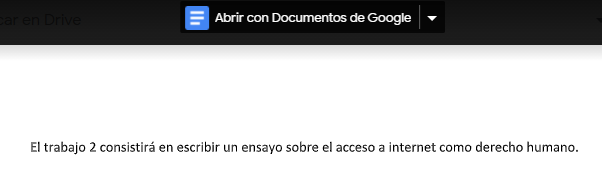 car en Drive
Abrir con Documentos de Google
El trabajo 2 consistirá en escribir un ensayo sobre el acceso a internet como derecho humano.